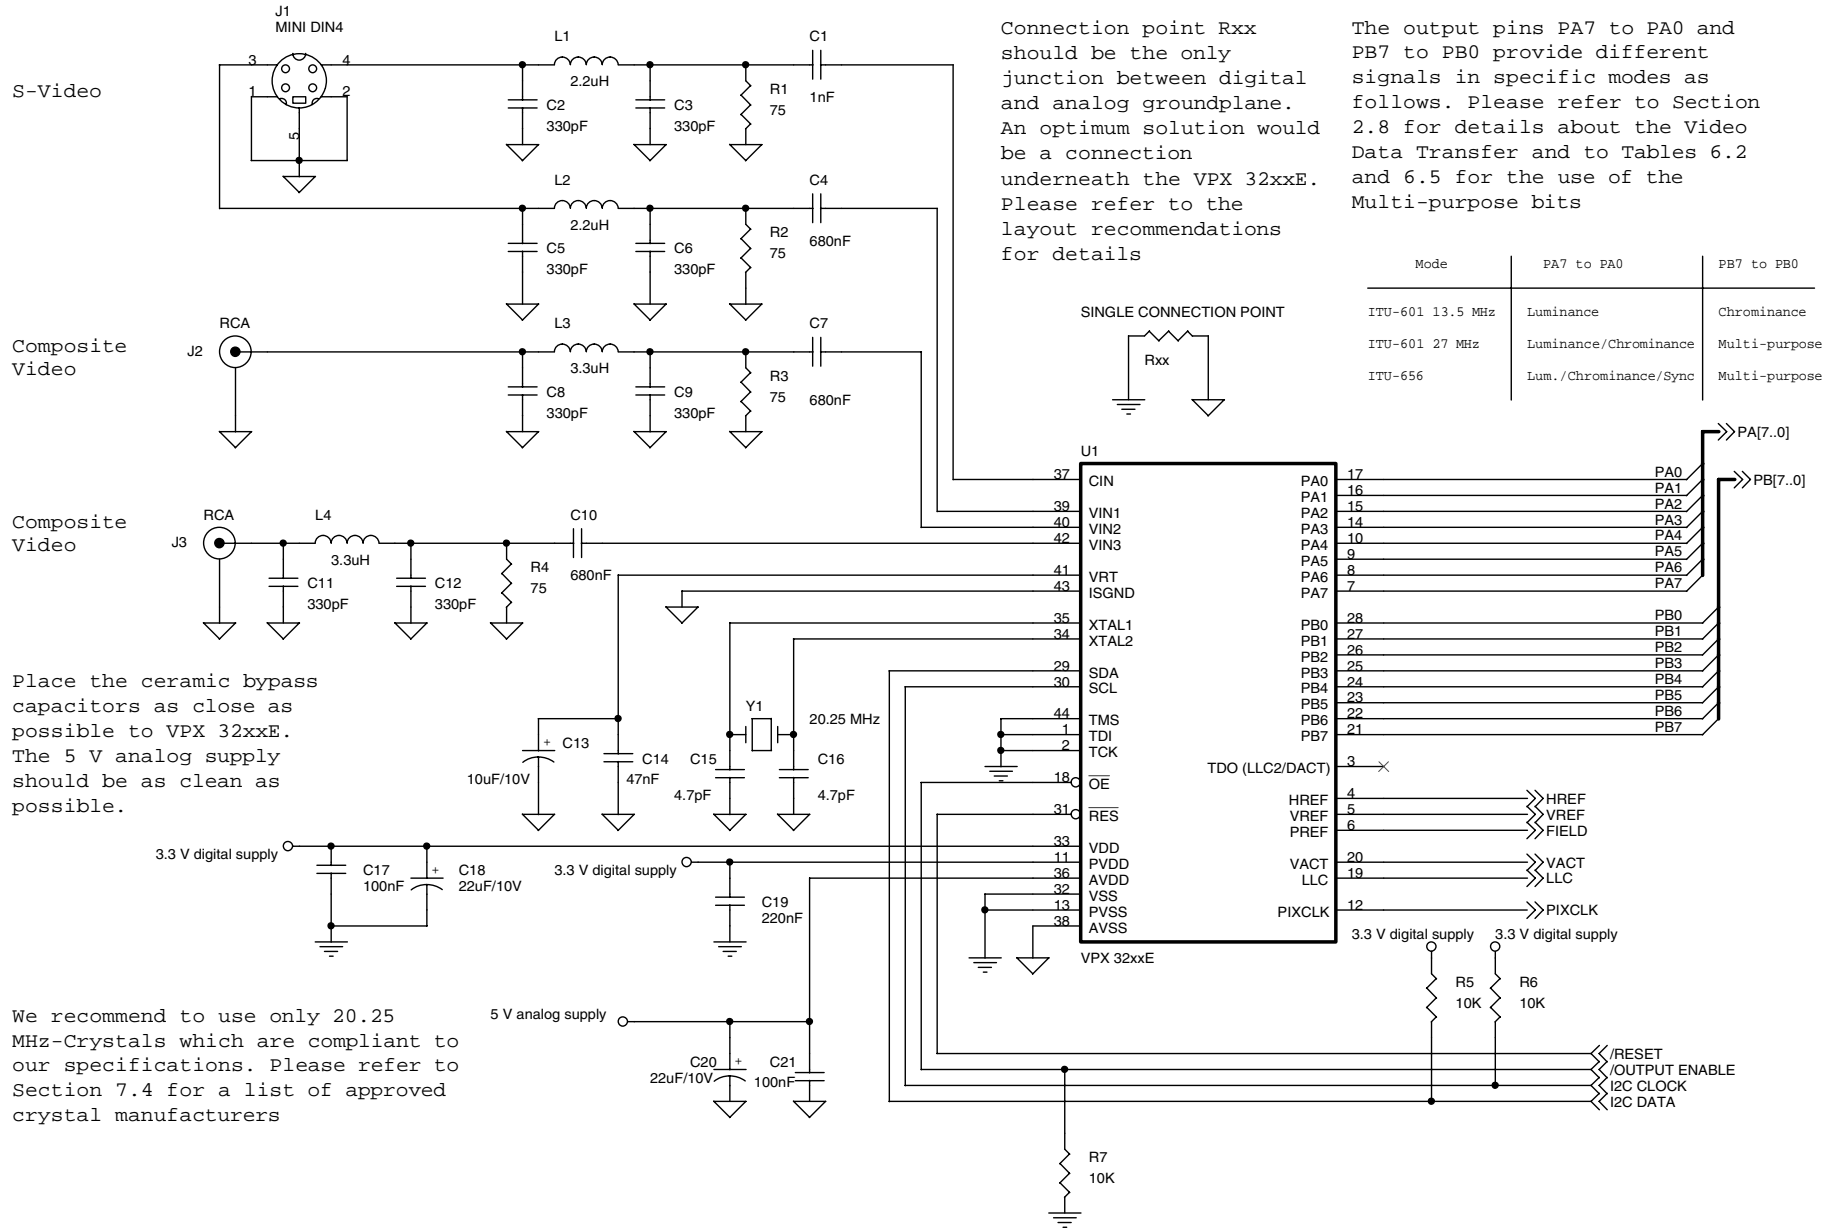 J1
MINI DIN4
S-Video
3
4
1
2
5
L1
2.2uH
C1
1nF
C2
330pF
C3
330pF
R1
75
L2
2.2uH
C4
680nF
C5
330pF
C6
330pF
R2
75
Composite
Video
RCA
J2
L3
3.3uH
C7
680nF
C8
330pF
C9
330pF
R3
75
Composite
Video
RCA
J3
L4
3.3uH
C10
680nF
C11
330pF
C12
330pF
R4
75
Connection point Rxx
should be the only
junction between digital
and analog groundplane.
An optimum solution would
be a connection
underneath the VPX 32xxE.
Please refer to the
layout recommendations
for details
The output pins PA7 to PA0 and
PB7 to PB0 provide different
signals in specific modes as
follows. Please refer to Section
2.8 for details about the Video
Data Transfer and to Tables 6.2
and 6.5 for the use of the
Multi-purpose bits
Mode PA7 to PA0 PB7 to PB0
ITU-601 13.5 MHz Luminance Chrominance
ITU-601 27 MHz Luminance/Chrominance Multi-purpose
ITU-656 Lum./Chrominance/Sync Multi-purpose
SINGLE CONNECTION POINT
Rxx
Place the ceramic bypass
capacitors as close as
possible to VPX 32xxE.
The 5 V analog supply
should be as clean as
possible.
C13
10uF/10V
+
C14
47nF
Y1
20.25 MHz
C15
4.7pF
C16
4.7pF
3.3 V digital supply
C17
100nF
+
C18
22uF/10V
3.3 V digital supply
C19
220nF
We recommend to use only 20.25
MHz-Crystals which are compliant to
our specifications. Please refer to
Section 7.4 for a list of approved
crystal manufacturers
5 V analog supply
C20
22uF/10V
+
C21
100nF
U1
37 CIN
39 VIN1
40 VIN2
42 VIN3
41 VRT
43 ISGND
35 XTAL1
34 XTAL2
29 SDA
30 SCL
44 TMS
1 TDI
2 TCK
18 OE
31 RES
33 VDD
11 PVDD
36 AVDD
32 VSS
13 PVSS
38 AVSS
VPX 32xxE
PA0 17 PA0
PA1 16 PA1
PA2 15 PA2
PA3 14 PA3
PA4 10 PA4
PA5 9 PA5
PA6 8 PA6
PA7 7 PA7
PA[7..0]
PB[7..0]
PB0 28 PB0
PB1 27 PB1
PB2 26 PB2
PB3 25 PB3
PB4 24 PB4
PB5 23 PB5
PB6 22 PB6
PB7 21 PB7
TDO (LLC2/DACT) 3
HREF 4 HREF
VREF 5 VREF
PREF 6 FIELD
VACT 20 VACT
LLC 19 LLC
PIXCLK 12 PIXCLK
3.3 V digital supply
3.3 V digital supply
R5
10K
R6
10K
/RESET
/OUTPUT ENABLE
I2C CLOCK
I2C DATA
R7
10K